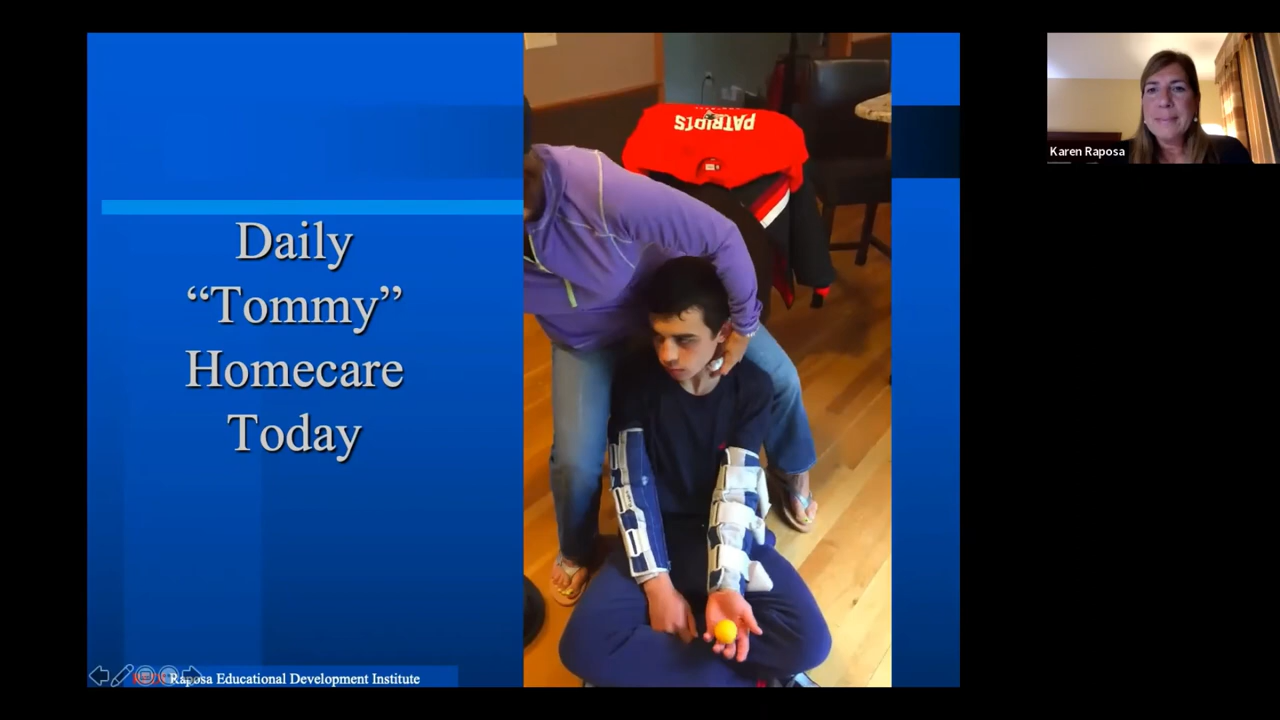 Daily
“Tommy”
Homecare
Today
PATRIOTS
Karen Raposa
Raposa Educational Development Institute